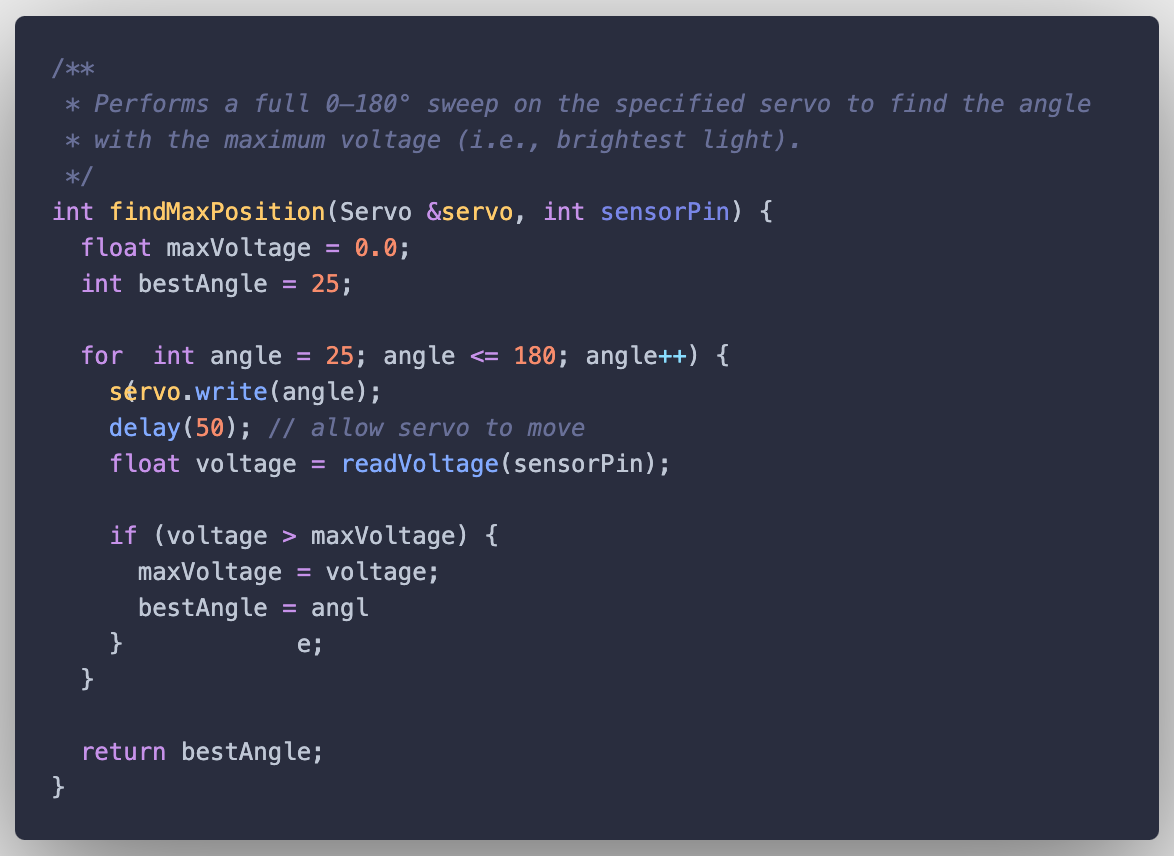 /**
 * Performs a full 0–180° sweep on the specified servo to find the angle
 * with the maximum voltage (i.e., brightest light).
 */
int findMaxPosition(Servo &servo, int sensorPin) {
  float maxVoltage = 0.0;
  int bestAngle = 25;

  for  int angle = 25; angle <= 180; angle++) {
    (servo.write(angle);
    delay(50); // allow servo to move
    float voltage = readVoltage(sensorPin);

    if (voltage > maxVoltage) {
      maxVoltage = voltage;
      bestAngle = angl
    }            e;
  }

  return bestAngle;
}